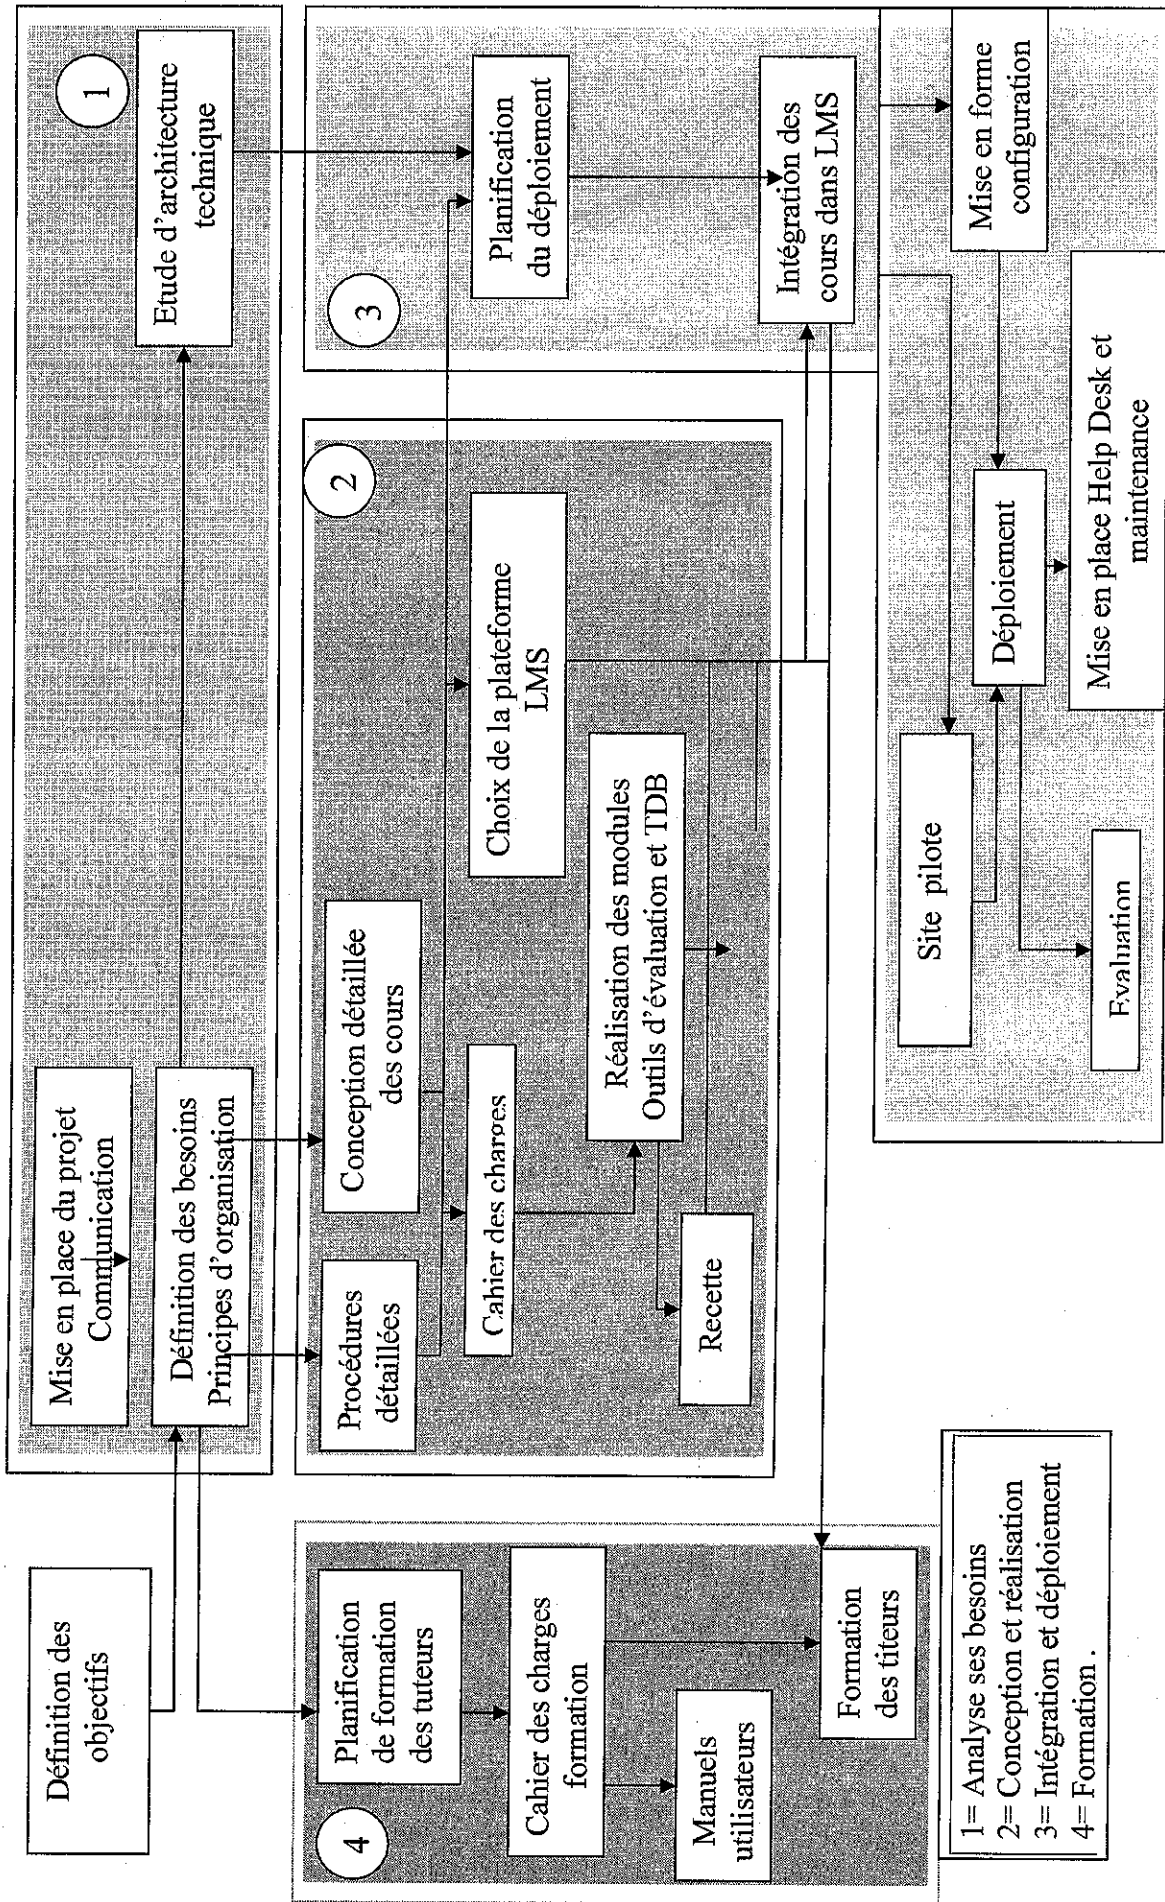 Définition des
objectifs
1
Mise en place du projet
Communication
Définition des besoins
Principes d'organisation
Etude d'architecture
technique
4
Planification
de formation
des tuteurs
Cahier des charges
formation
Manuels
utilisateurs
Formation
des titeurs
2
Procédures
détaillées
Conception détaillée
des cours
Cahier des charges
Choix de la plateforme
LMS
Réalisation des modules
Outils d'évaluation et TDB
Recette
3
Planification
du déploiement
Intégration des
cours dans LMS
Site pilote
Mise en forme
configuration
Déploiement
Evaluation
Mise en place Help Desk et
maintenance
1= Analyse ses besoins
2= Conception et réalisation
3= Intégration et déploiement
4= Formation .